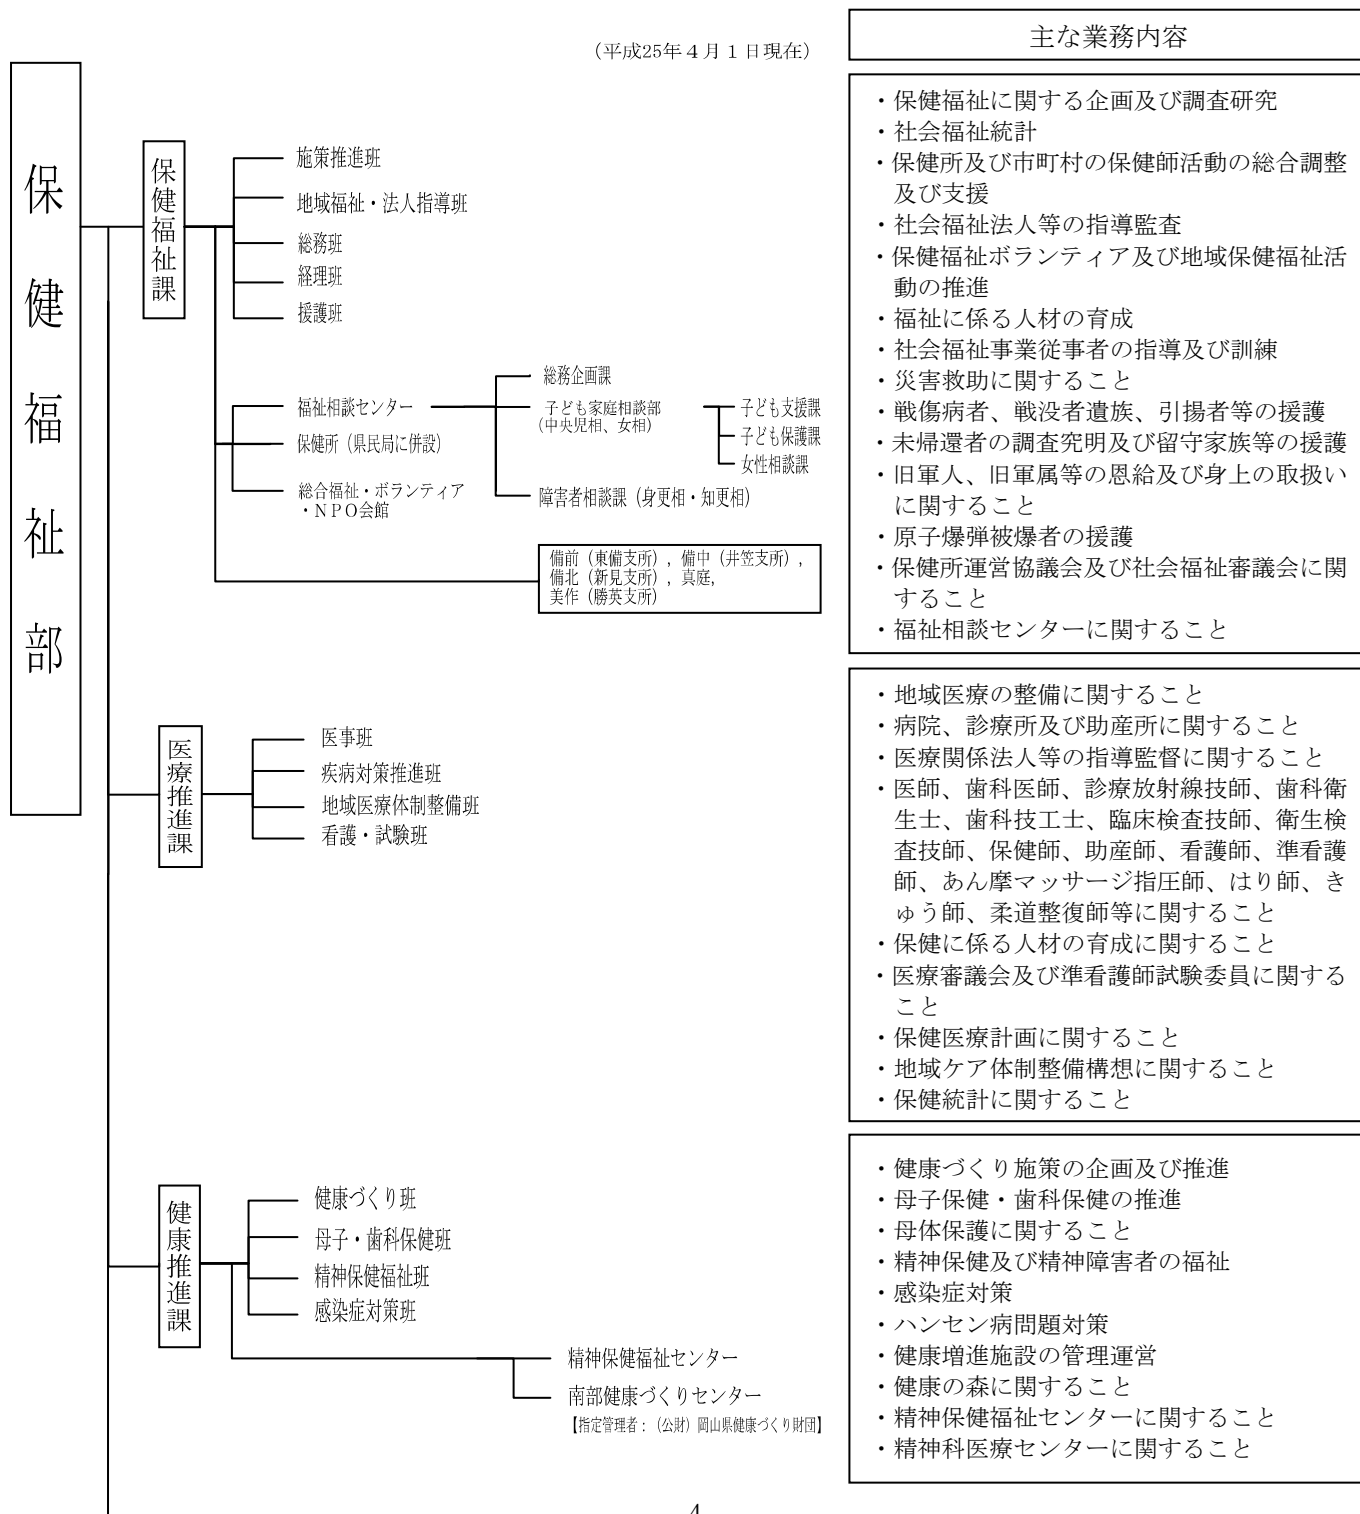 （平成25年４月１日現在）
主な業務内容
保健福祉部
保健福祉課
施策推進班
地域福祉・法人指導班
総務班
経理班
援護班
福祉相談センター
保健所（県民局に併設）
総合福祉・ボランティア
・ＮＰＯ会館
総務企画課
子ども家庭相談部
（中央児相、女相）
障害者相談課（身更相・知更相）
子ども支援課
子ども保護課
女性相談課
備前（東備支所），備中（井笠支所），
備北（新見支所），真庭，
美作（勝英支所）
・保健福祉に関する企画及び調査研究
・社会福祉統計
・保健所及び市町村の保健師活動の総合調整
及び支援
・社会福祉法人等の指導監査
・保健福祉ボランティア及び地域保健福祉活
動の推進
・福祉に係る人材の育成
・社会福祉事業従事者の指導及び訓練
・災害救助に関すること
・戦傷病者、戦没者遺族、引揚者等の援護
・未帰還者の調査究明及び留守家族等の援護
・旧軍人、旧軍属等の恩給及び身上の取扱い
に関すること
・原子爆弾被爆者の援護
・保健所運営協議会及び社会福祉審議会に関
すること
・福祉相談センターに関すること
医療推進課
医事班
疾病対策推進班
地域医療体制整備班
看護・試験班
・地域医療の整備に関すること
・病院、診療所及び助産所に関すること
・医療関係法人等の指導監督に関すること
・医師、歯科医師、診療放射線技師、歯科衛
生士、歯科技工士、臨床検査技師、衛生検
査技師、保健師、助産師、看護師、準看護
師、あん摩マッサージ指圧師、はり師、き
ゅう師、柔道整復師等に関すること
・保健に係る人材の育成に関すること
・医療審議会及び準看護師試験委員に関する
こと
・保健医療計画に関すること
・地域ケア体制整備構想に関すること
・保健統計に関すること
健康推進課
健康づくり班
母子・歯科保健班
精神保健福祉班
感染症対策班
精神保健福祉センター
南部健康づくりセンター
【指定管理者：（公財）岡山県健康づくり財団】
・健康づくり施策の企画及び推進
・母子保健・歯科保健の推進
・母体保護に関すること
・精神保健及び精神障害者の福祉
・感染症対策
・ハンセン病問題対策
・健康増進施設の管理運営
・健康の森に関すること
・精神保健福祉センターに関すること
・精神科医療センターに関すること
4